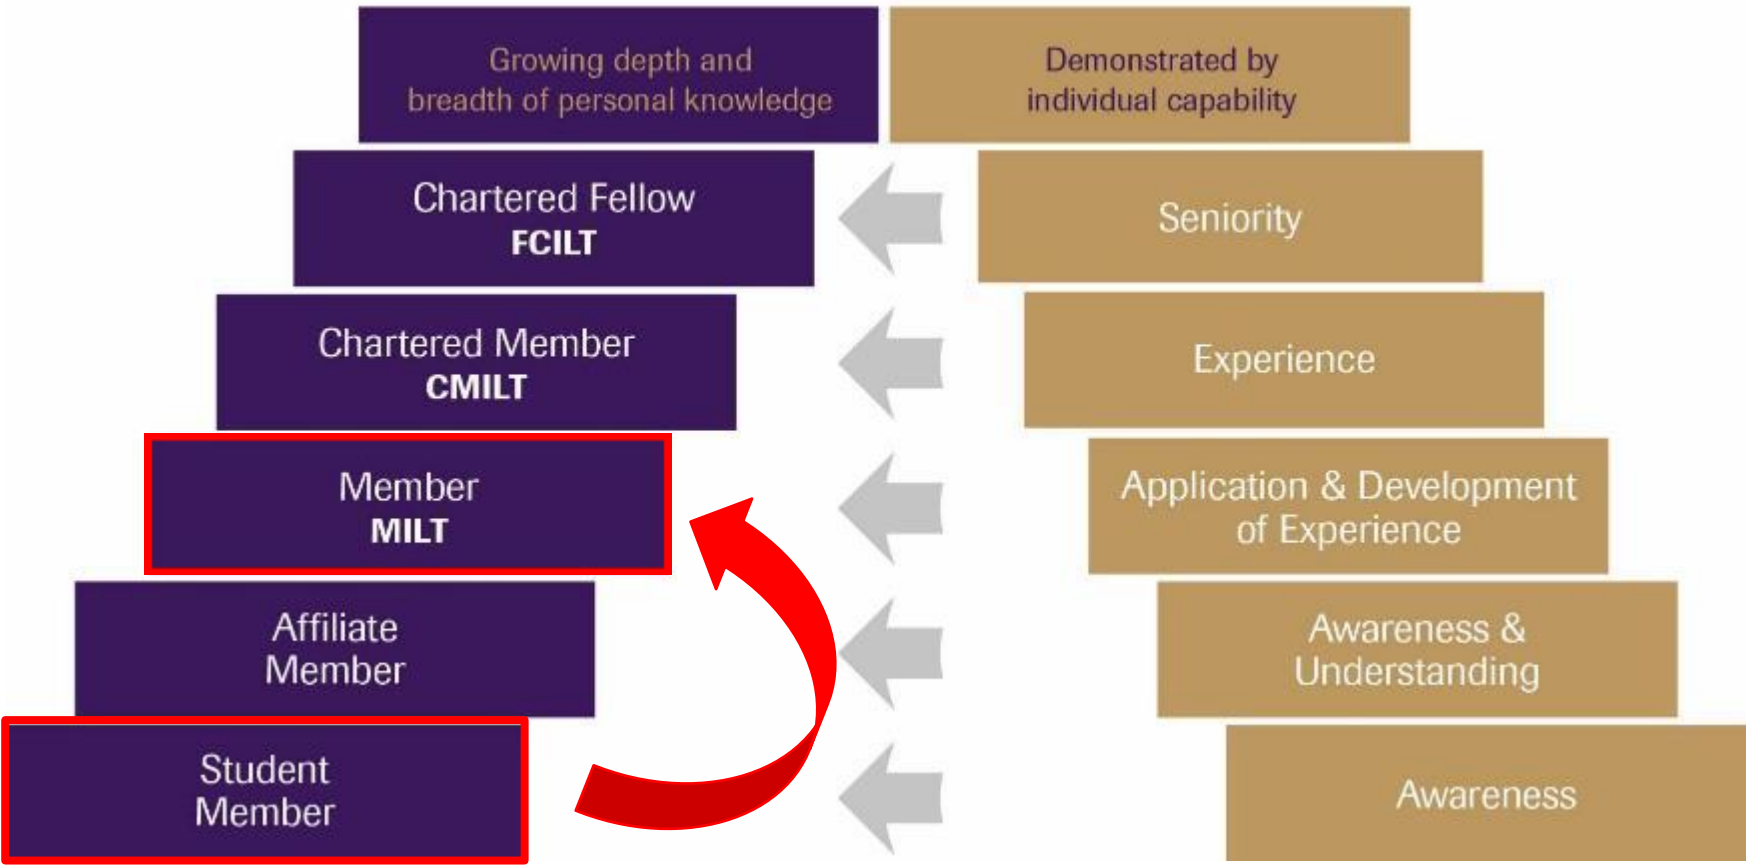 Growing depth and
breadth of personal knowledge
Demonstrated by
individual capability
Chartered Fellow
FCILT
Seniority
Chartered Member
CMILT
Experience
Member
MILT
Application & Development
of Experience
Affiliate
Member
Awareness &
Understanding
Student
Member
Awareness